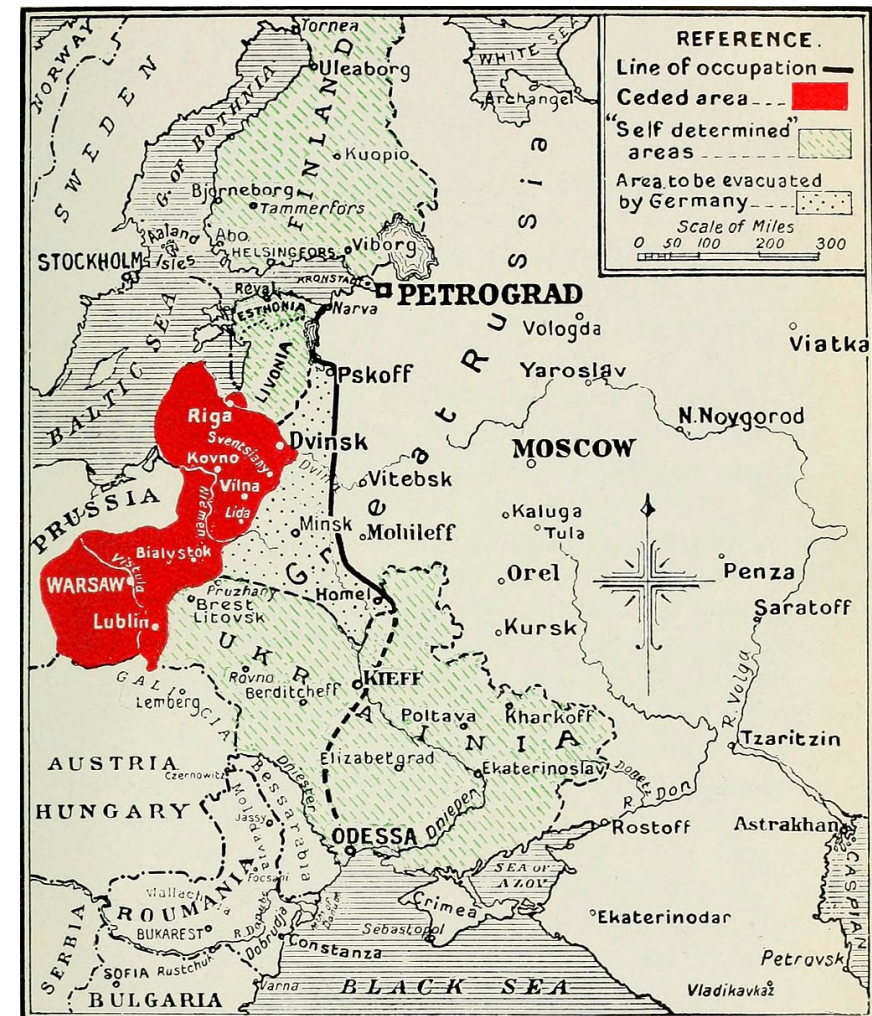 REFERENCE.
Line of occupation
Ceded area
"Self determined"
areas
Area to be evacuated
by Germany
Scale of Miles
0 50 100 200 300
Tornea
NORWAY
SWEDEN
G. OF BOTHNIA
FINLAND
Uleaborg
WHITE SEA
Archangel
Kuopio
Bjorneborg
Tammerfors
Aaland
Isles
Abo
HELSINGFORS
Viborg
STOCKHOLM
KRONSTADT
Reval
PETROGRAD
ESTHONIA
Narva
Vologda
Viatka
BALTIC SEA
LIVONIA
Pskoff
Yaroslav
Great Russia
Riga
N. Novgorod
Dvinsk
MOSCOW
Sventsiany
Kovno
Dvina
Vitebsk
Vilna
PRUSSIA
Niemen
Lida
Minsk
Mohileff
Kaluga
Tula
Bialystok
WARSAW
Vistula
Orel
Penza
Pruzhany
Homel
Brest
Litovsk
Saratoff
Lublin
Kursk
UKRAINIA
GALICIA
Rovno
KIEFF
Lemberg
Berditcheff
Poltava
Kharkoff
R. Volga
AUSTRIA
HUNGARY
Czernowitz
Dniester
Elizabetgrad
Ekaterinoslav
Donetz
R. Don
Tzaritzin
Bessarabia
Moldavia
Jassy
ODESSA
Dnieper
Rostoff
Astrakhan
Focsani
SEA OF
AZOV
CASPIAN
Wallachia
ROUMANIA
BUKAREST
R. Danube
Dobrudja
Crimea
Sebastopol
Ekaterinodar
SERBIA
Constanza
Petrovsk
SOFIA
Rustchuk
Varna
BLACK SEA
Vladikavkaz
BULGARIA